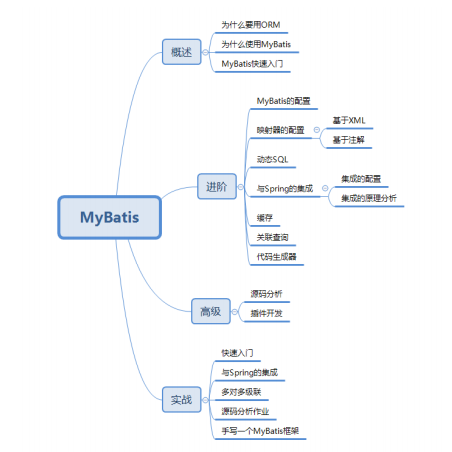 MyBatis
概述
为什么要用ORM
为什么使用MyBatis
MyBatis快速入门
进阶
MyBatis的配置
映射器的配置
基于XML
基于注解
动态SQL
与Spring的集成
集成的配置
集成的原理分析
缓存
关联查询
代码生成器
高级
源码分析
插件开发
实战
快速入门
与Spring的集成
多对多级联
源码分析作业
手写一个MyBatis框架